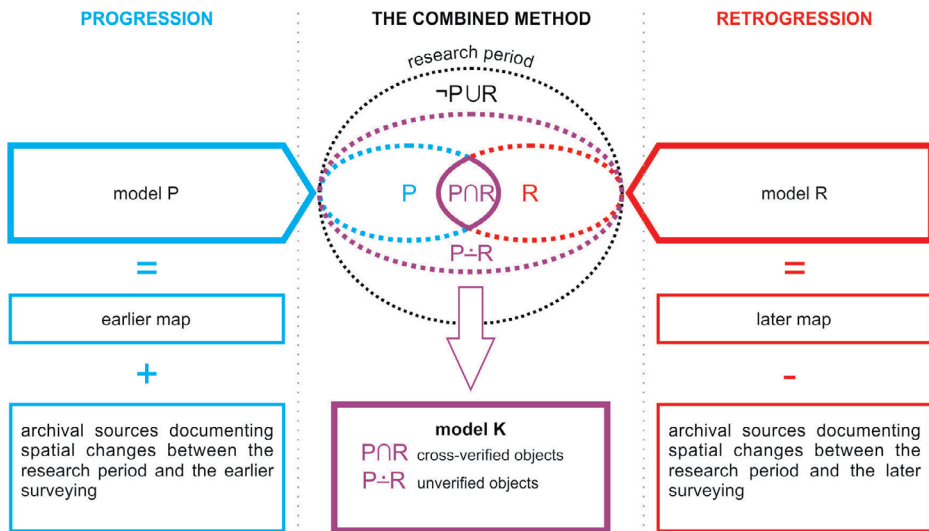 PROGRESSION
model P
=
earlier map
+
archival sources documenting
spatial changes between the
research period and the earlier
surveying
THE COMBINED METHOD
research period
¬P∪R
P P∩R R
P∸R
model K
P∩R cross-verified objects
P∸R unverified objects
RETROGRESSION
model R
=
later map
-
archival sources documenting
spatial changes between the
research period and the later
surveying